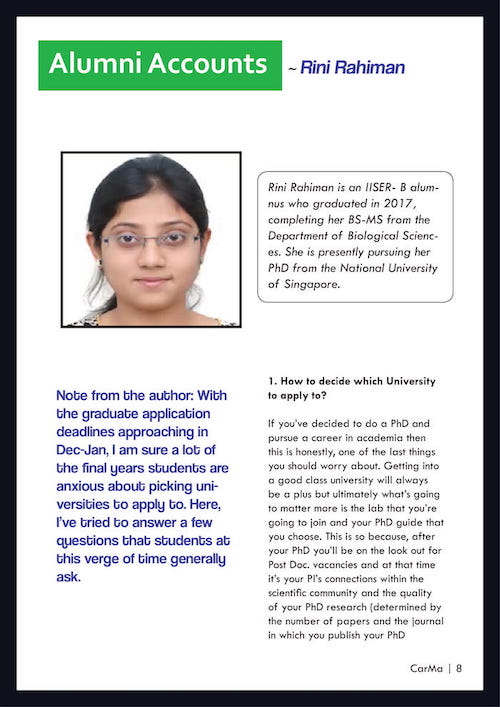 Alumni Accounts ~ Rini Rahiman
Rini Rahiman is an IISER- B alum-
nus who graduated in 2017,
completing her BS-MS from the
Department of Biological Scienc-
es. She is presently pursuing her
PhD from the National University
of Singapore.
Note from the author: With
the graduate application
deadlines approaching in
Dec-Jan, I am sure a lot of
the final years students are
anxious about picking uni-
versities to apply to. Here,
I've tried to answer a few
questions that students at
this verge of time generally
ask.
1. How to decide which University
to apply to?
If you've decided to do a PhD and
pursue a career in academia then
this is honestly, one of the last things
you should worry about. Getting into
a good class university will always
be a plus but ultimately what's going
to matter more is the lab that you're
going to join and your PhD guide that
you choose. This is so because, after
your PhD you'll be on the look out for
Post Doc. vacancies and at that time
it's your PI's connections within the
scientific community and the quality
of your PhD research (determined by
the number of papers and the journal
in which you publish your PhD
CarMa | 8